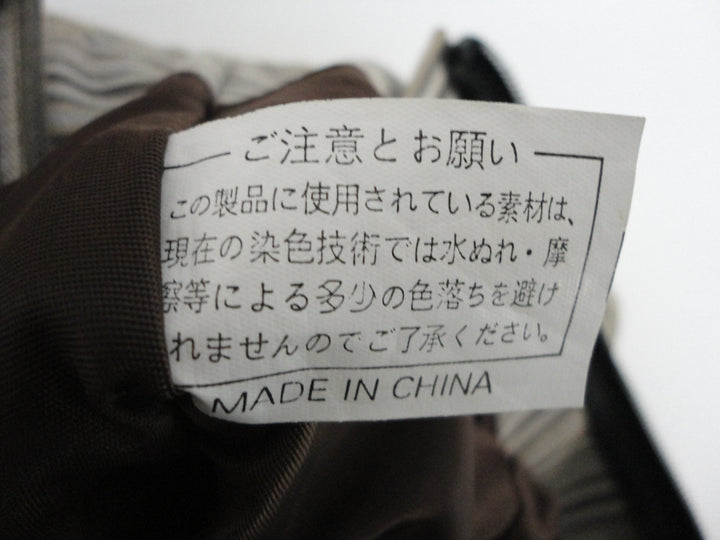 ご注意とお願い
この製品に使用されている素材は、
現在の染色技術では水ぬれ・摩
擦等による多少の色落ちを避け
れませんのでご了承ください。
MADE IN CHINA